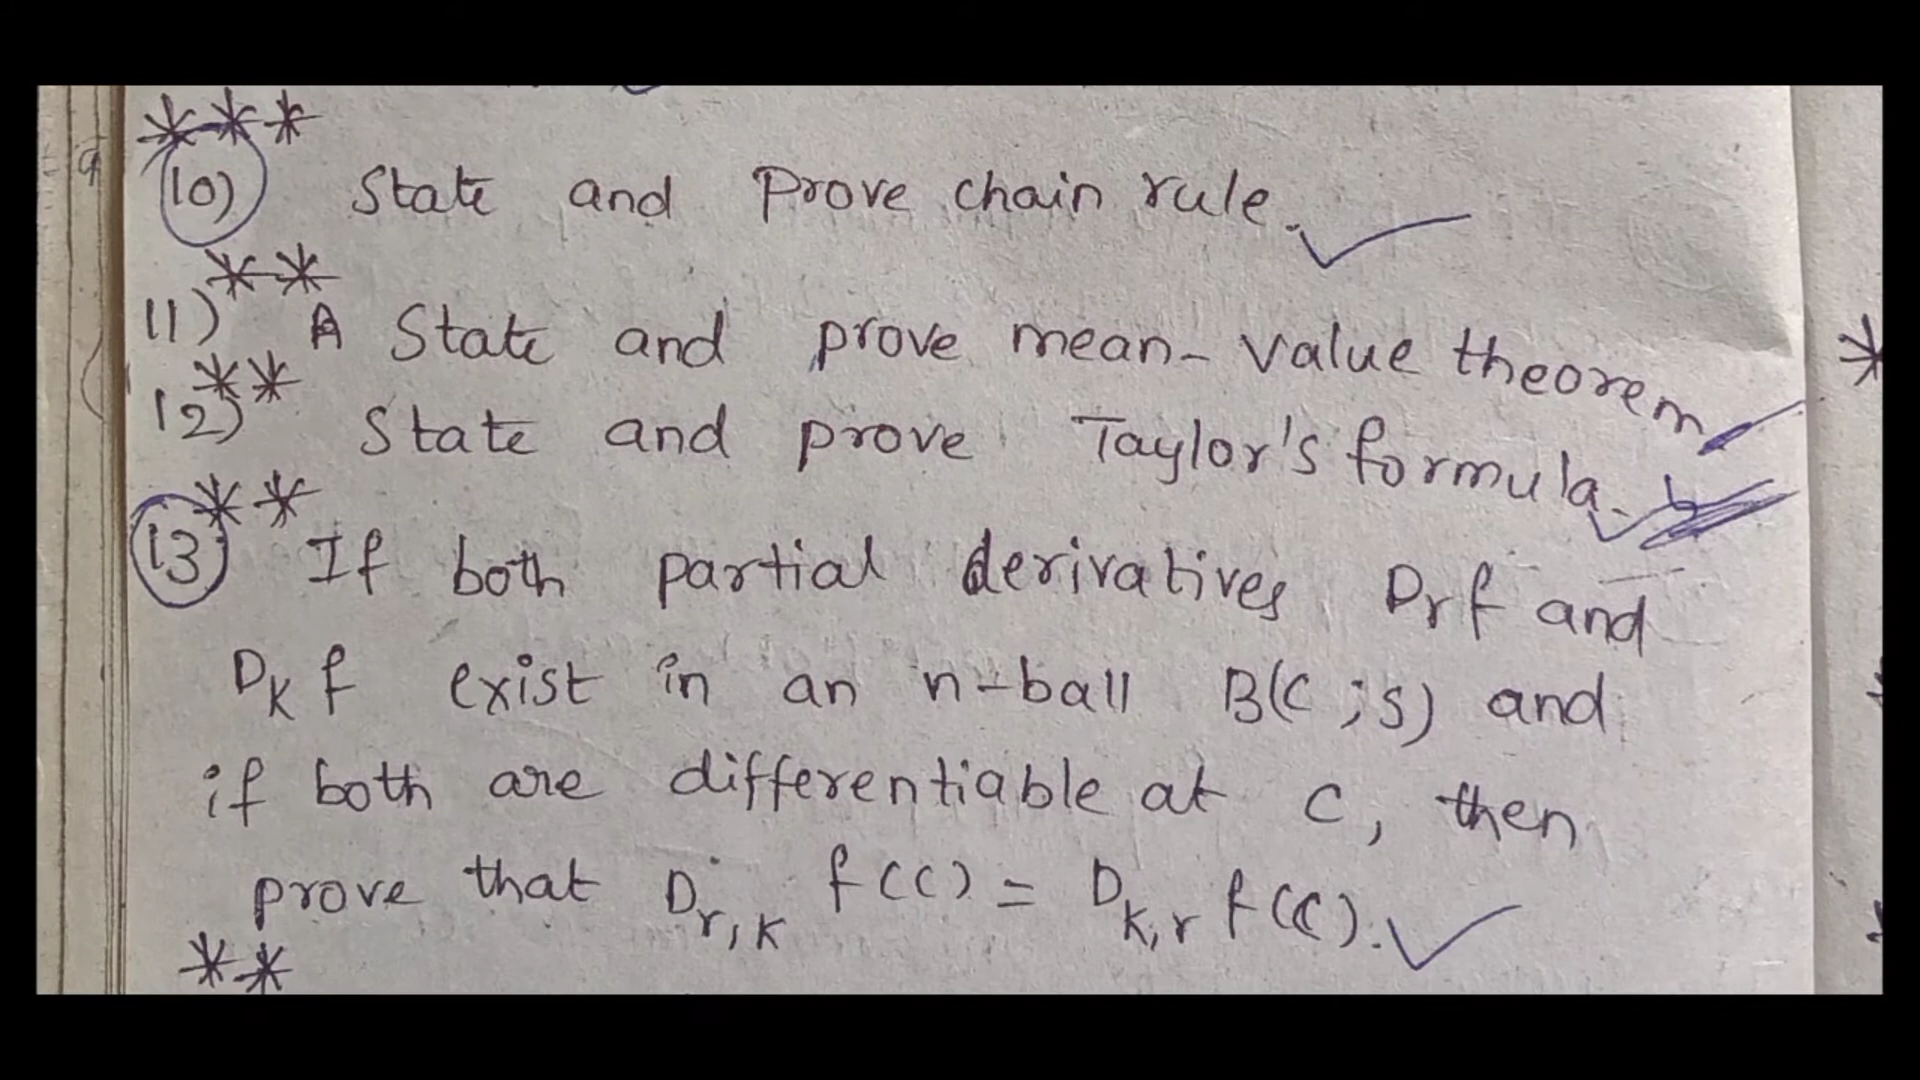 ***
10) State and Prove chain rule.
**
11) A State and prove mean-value theorem
**
12) State and prove Taylor's formula.
**
13) If both partial derivatives Drf and
Dk f exist in an n-ball B(c;s) and
if both are differentiable at c, then
prove that Dr,k f(c) = Dk,r f(c).
**